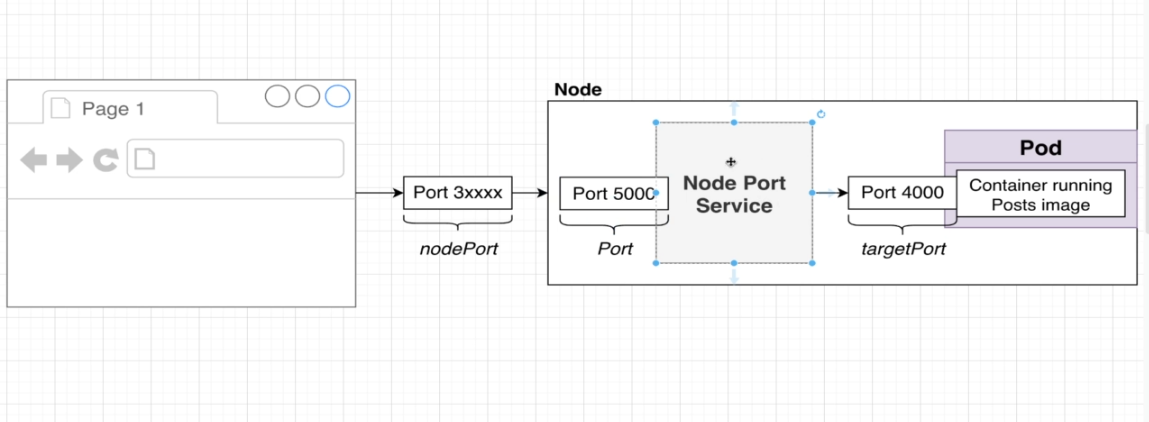 Node
Page 1
Port 3xxxx
nodePort
Port 5000
Port
Node Port
Service
Port 4000
targetPort
Pod
Container running
Posts image